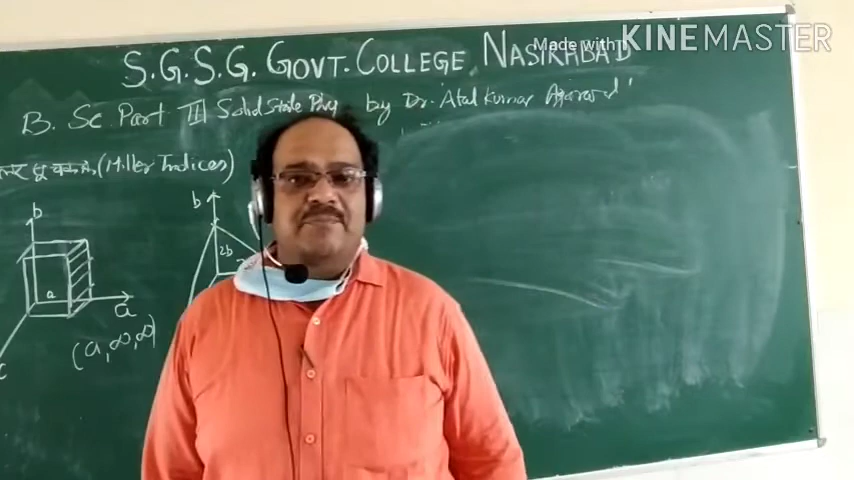 Made with KINEMASTER
S.G.S.G. GOVT. COLLEGE, NASIRABAD
B. Sc Part III Solid State Phy by Dr. Atal Kumar Agarwal
(Miller Indices)
b
b
2b
a
a
(a, ∞, ∞)
c